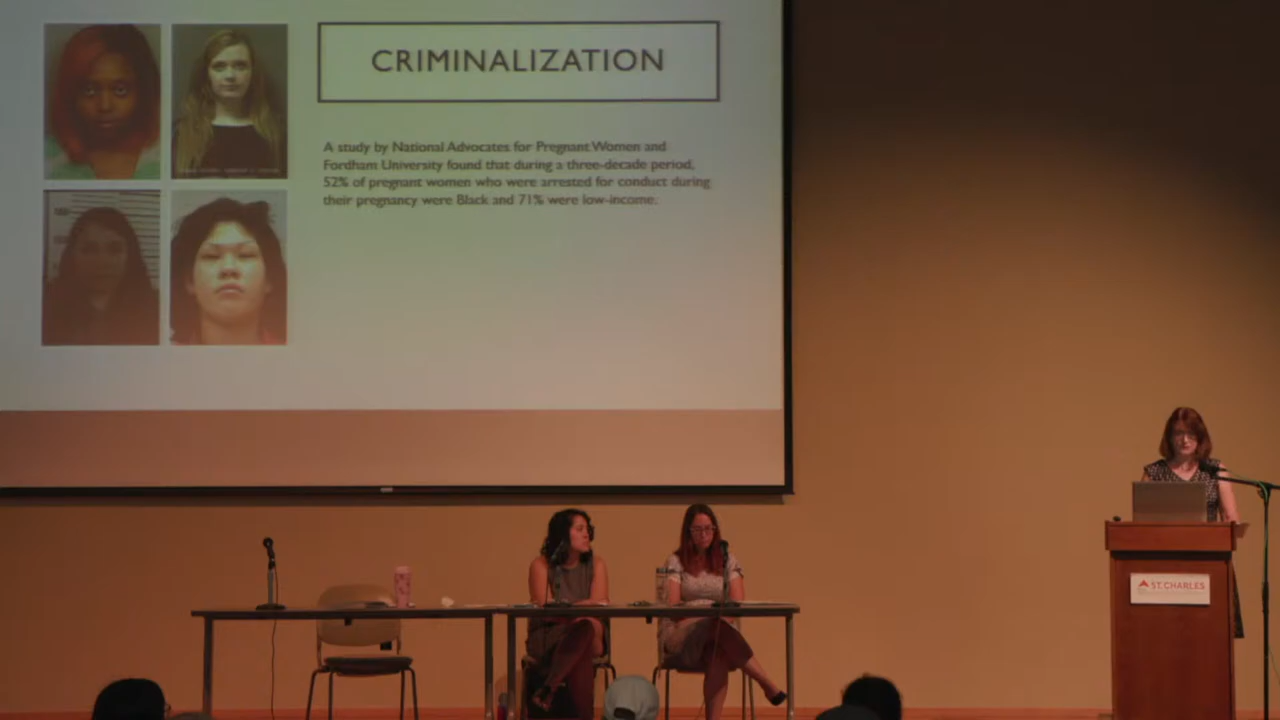 CRIMINALIZATION
A study by National Advocates for Pregnant Women and
Fordham University found that during a three-decade period,
52% of pregnant women who were arrested for conduct during
their pregnancy were Black and 71% were low-income.
ST. CHARLES